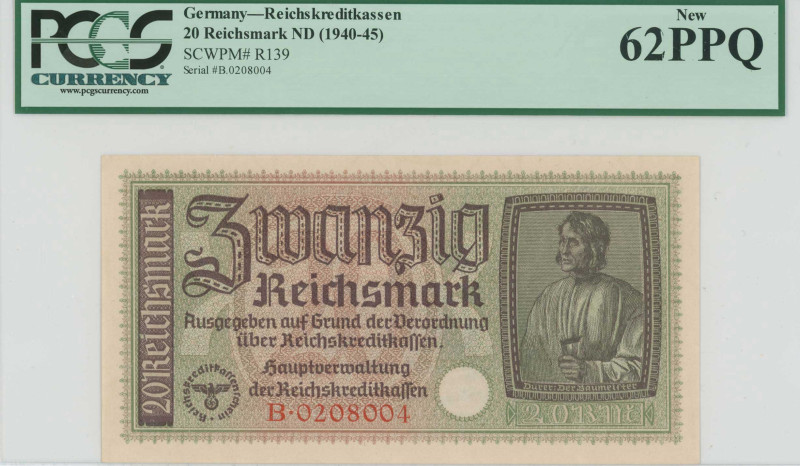 PCGS
CURRENCY
www.pcgscurrency.com
Germany—Reichskreditkassen
20 Reichsmark ND (1940-45)
SCWPM# R139
Serial #B.0208004
New
62PPQ
20 Reichsmark
Zwanzig
Reichsmark
Ausgegeben auf Grund der Verordnung
über Reichskreditkassen.
Hauptverwaltung
der Reichskreditkassen
B·0208004
Reichskreditkassenschein
Dürer: Der Baumeister
20 RM